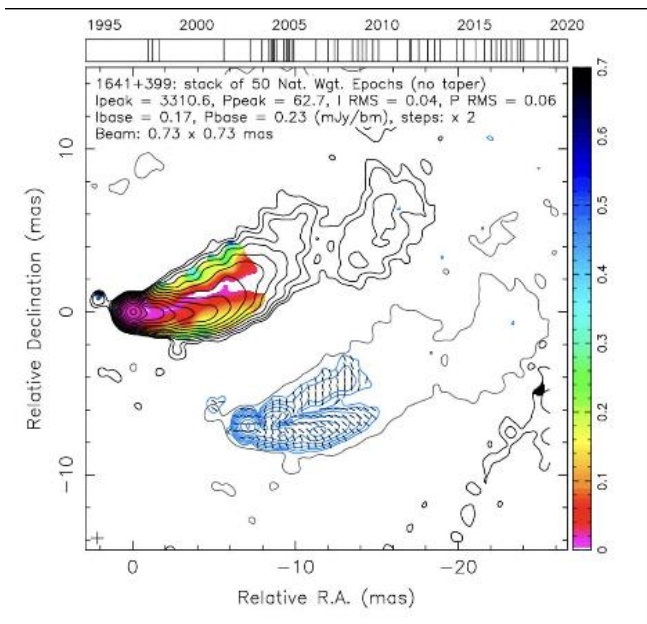 1995 2000 2005 2010 2015 2020
1641+399: stack of 50 Nat. Wgt. Epochs (no taper)
Ipeak = 3310.6, Ppeak = 62.7, I RMS = 0.04, P RMS = 0.06
Ibase = 0.17, Pbase = 0.23 (mJy/bm), steps: x 2
Beam: 0.73 x 0.73 mas
Relative Declination (mas)
10
0
−10
0.7
0.6
0.5
0.4
0.3
0.2
0.1
0
0 −10 −20
Relative R.A. (mas)